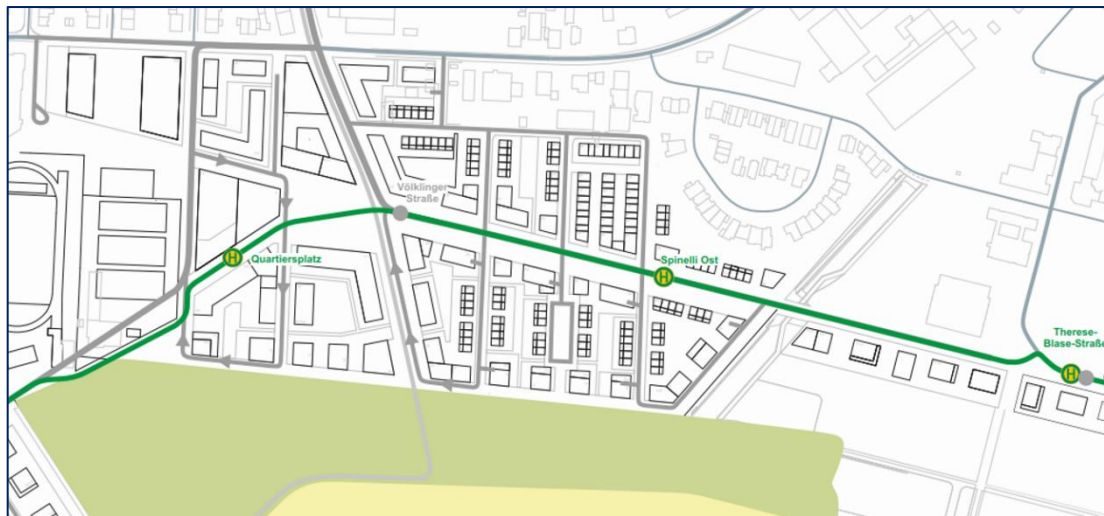 Völklinger
Straße
H
Quartiersplatz
Spinelli Ost
H
Therese-
Blase-Straße
H